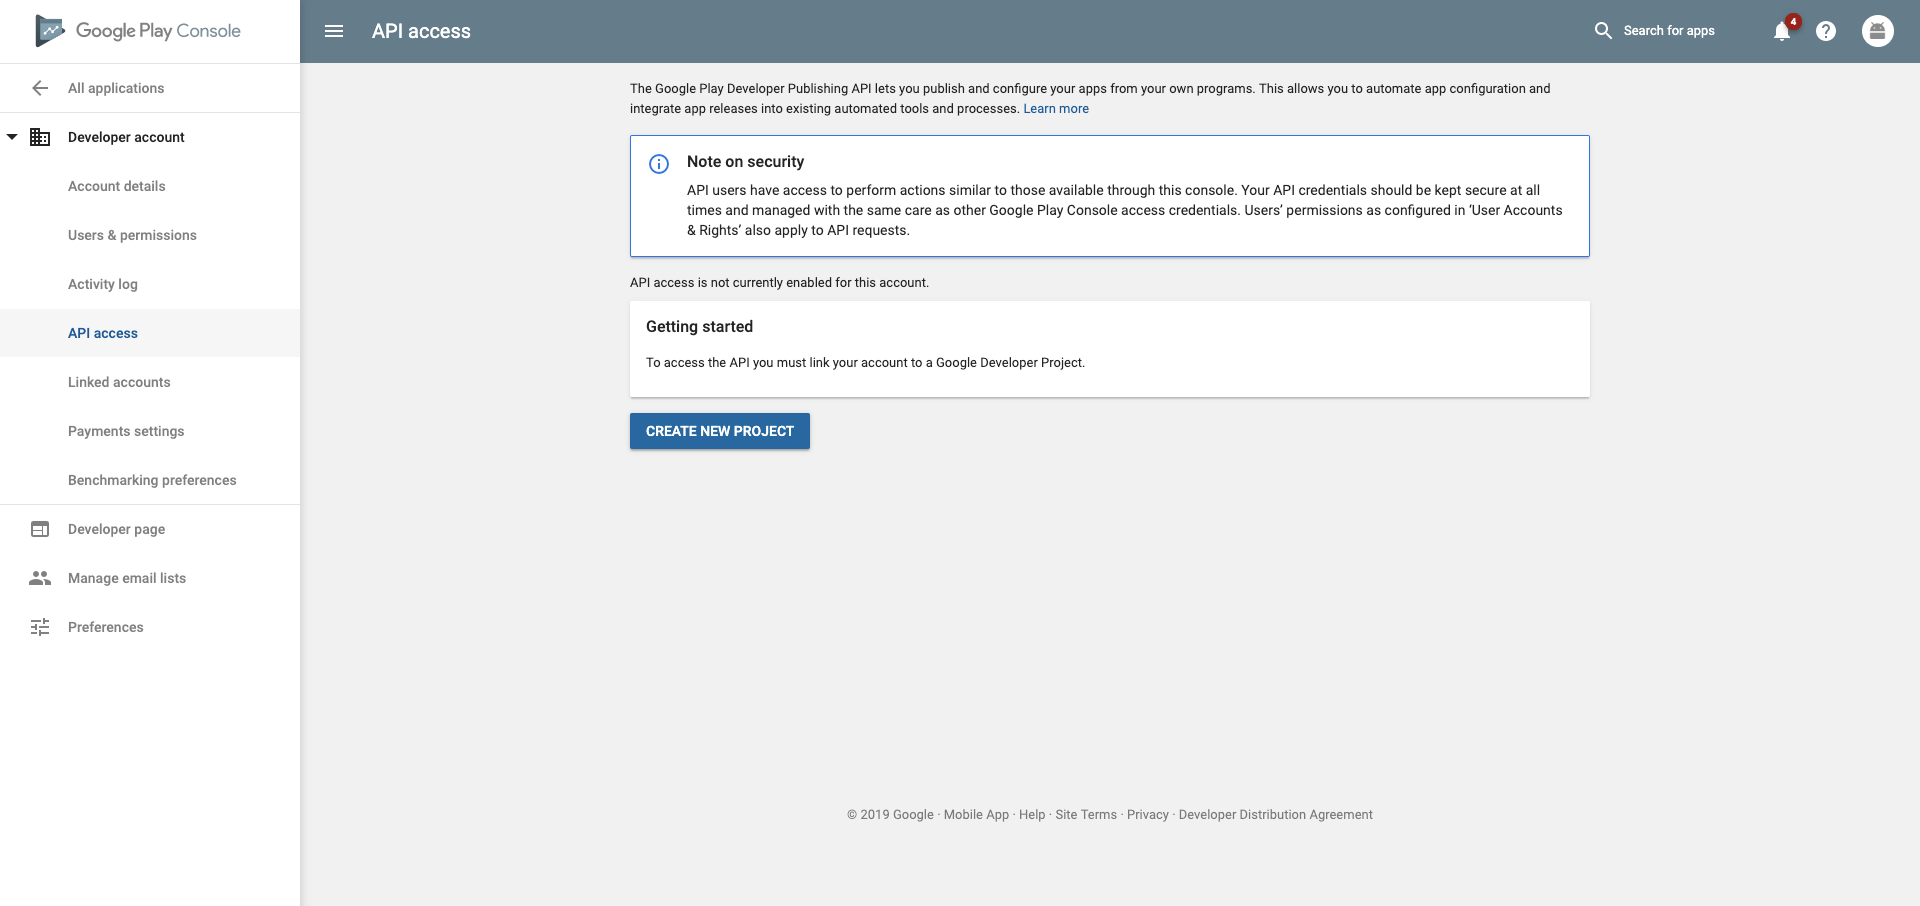 Google Play Console
API access
Search for apps
4
All applications
Developer account
Account details
Users & permissions
Activity log
API access
Linked accounts
Payments settings
Benchmarking preferences
Developer page
Manage email lists
Preferences
The Google Play Developer Publishing API lets you publish and configure your apps from your own programs. This allows you to automate app configuration and
integrate app releases into existing automated tools and processes. Learn more
Note on security
API users have access to perform actions similar to those available through this console. Your API credentials should be kept secure at all
times and managed with the same care as other Google Play Console access credentials. Users’ permissions as configured in ‘User Accounts
& Rights’ also apply to API requests.
API access is not currently enabled for this account.
Getting started
To access the API you must link your account to a Google Developer Project.
CREATE NEW PROJECT
© 2019 Google · Mobile App · Help · Site Terms · Privacy · Developer Distribution Agreement